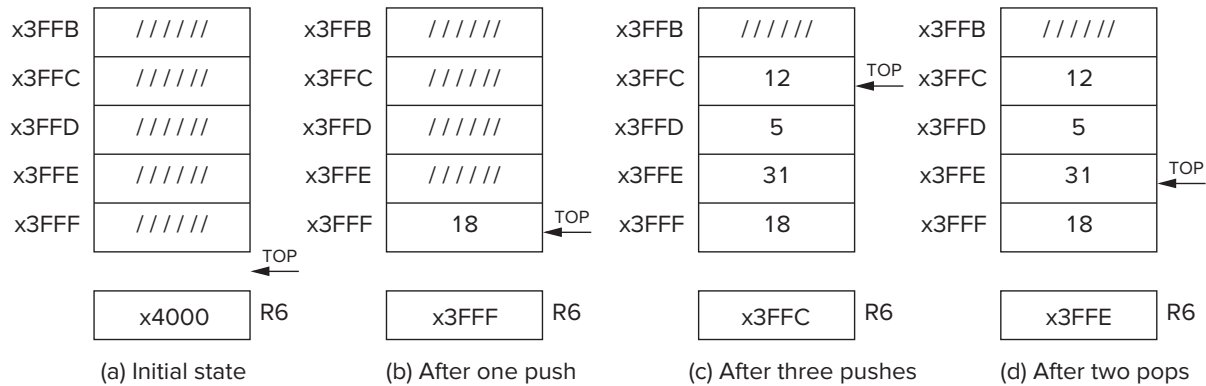 x3FFB / / / / / / x3FFB / / / / / / x3FFB / / / / / / x3FFB / / / / / /
x3FFC / / / / / / x3FFC / / / / / / x3FFC 12 TOP x3FFC 12
x3FFD / / / / / / x3FFD / / / / / / x3FFD 5 x3FFD 5
x3FFE / / / / / / x3FFE / / / / / / x3FFE 31 x3FFE 31 TOP
x3FFF / / / / / / x3FFF 18 TOP x3FFF 18 x3FFF 18
TOP
x4000 R6 x3FFF R6 x3FFC R6 x3FFE R6
(a) Initial state (b) After one push (c) After three pushes (d) After two pops